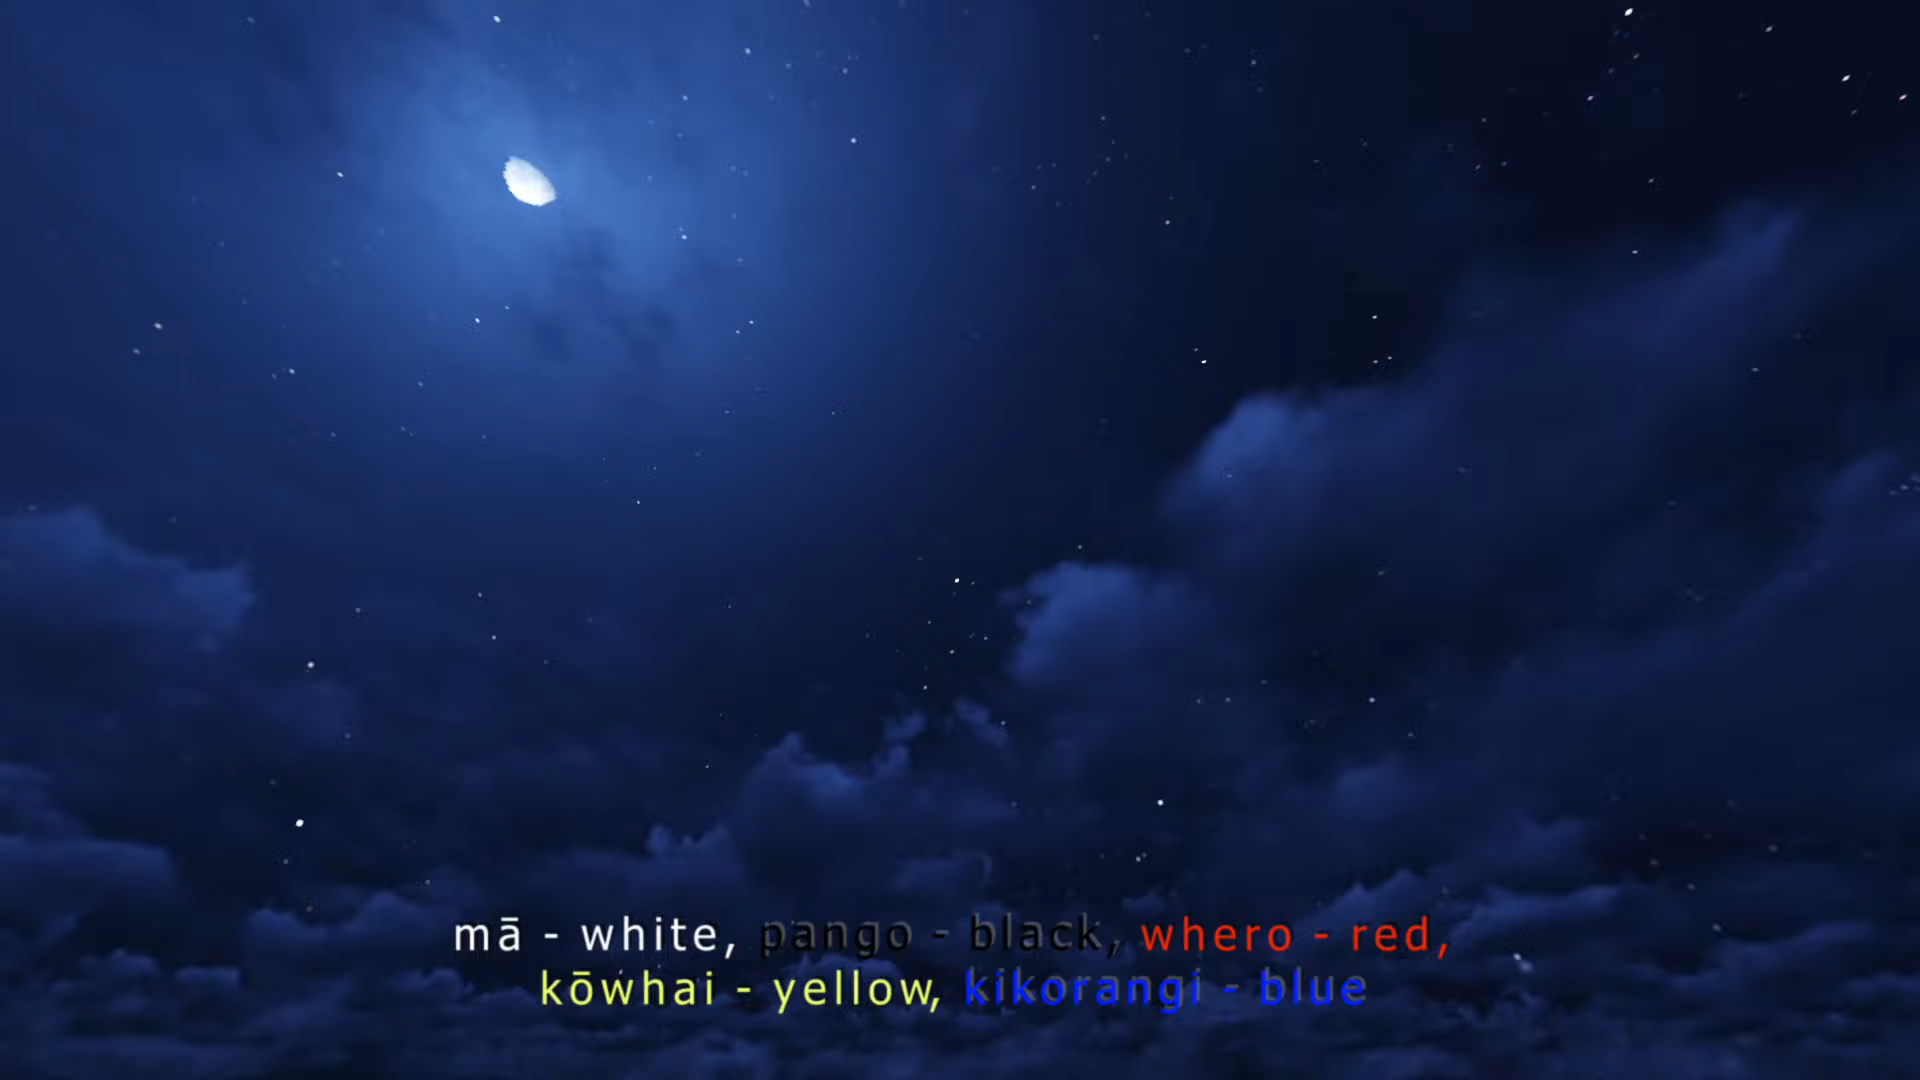 mā - white, pango - black, whero - red,
kōwhai - yellow, kikorangi - blue